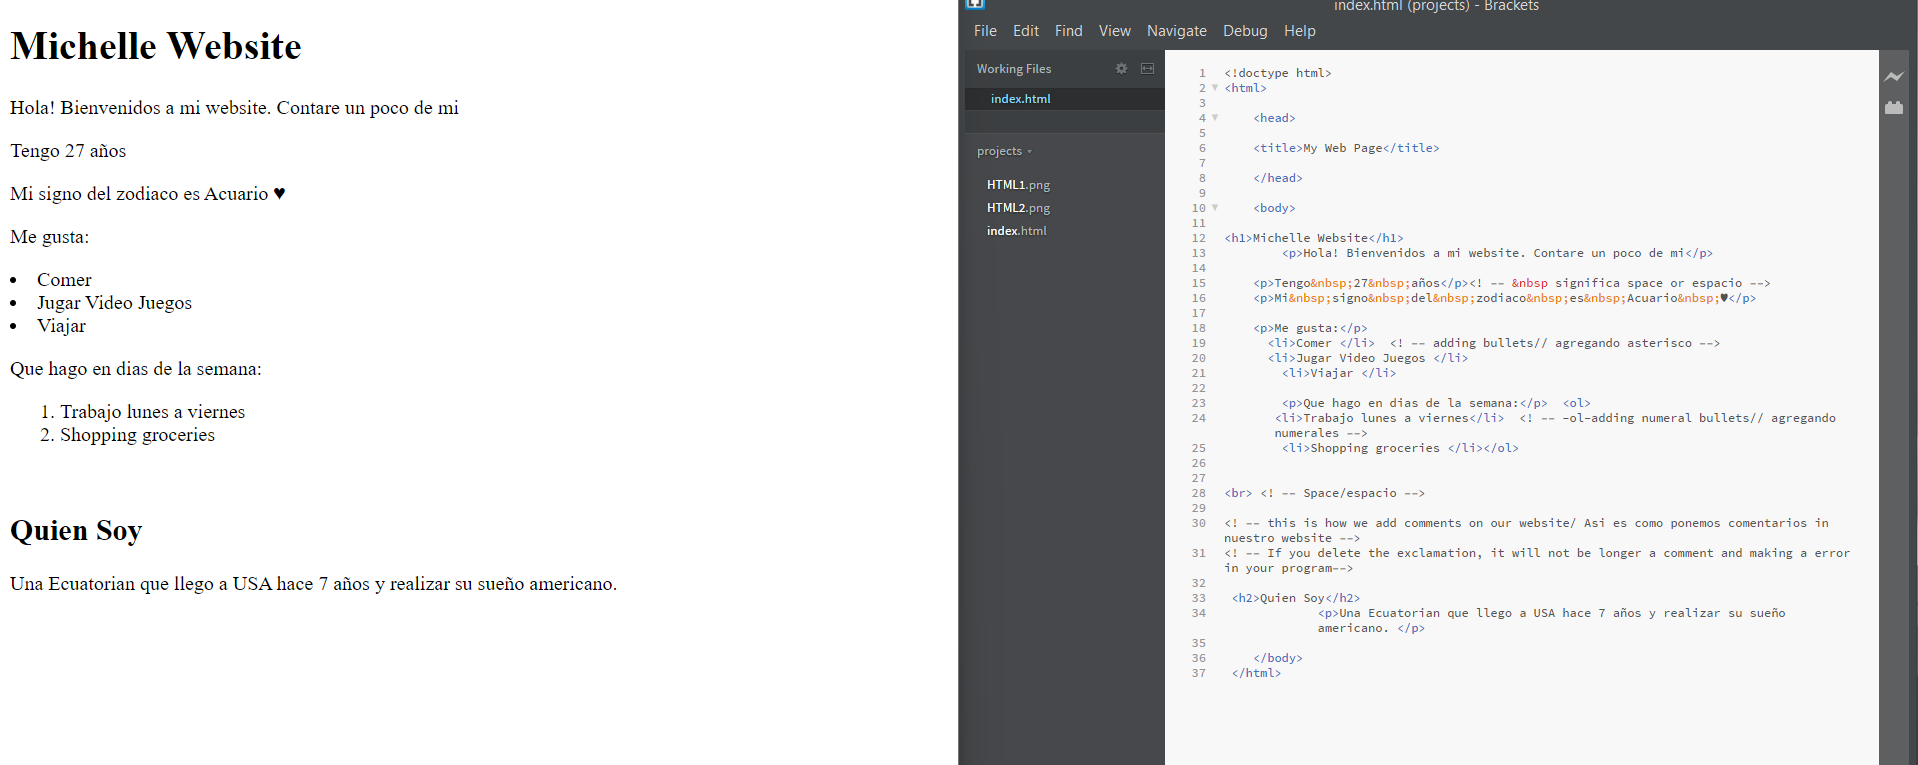 Michelle Website
Hola! Bienvenidos a mi website. Contare un poco de mi
Tengo 27 años
Mi signo del zodiaco es Acuario ♥
Me gusta:
• Comer
• Jugar Video Juegos
• Viajar
Que hago en dias de la semana:
1. Trabajo lunes a viernes
2. Shopping groceries
Quien Soy
Una Ecuatorian que llego a USA hace 7 años y realizar su sueño americano.
index.html (projects) - Brackets
File Edit Find View Navigate Debug Help
Working Files
index.html
projects
HTML1.png
HTML2.png
index.html
1 <!doctype html>
2 <html>
3
4 <head>
5
6 <title>My Web Page</title>
7
8 </head>
9
10 <body>
11
12 <h1>Michelle Website</h1>
13 <p>Hola! Bienvenidos a mi website. Contare un poco de mi</p>
14
15 <p>Tengo&nbsp;27&nbsp;años</p><! -- &nbsp significa space or espacio -->
16 <p>Mi&nbsp;signo&nbsp;del&nbsp;zodiaco&nbsp;es&nbsp;Acuario&nbsp;♥</p>
17
18 <p>Me gusta:</p>
19 <li>Comer </li> <! -- adding bullets// agregando asterisco -->
20 <li>Jugar Video Juegos </li>
21 <li>Viajar </li>
22
23 <p>Que hago en dias de la semana:</p> <ol>
24 <li>Trabajo lunes a viernes</li> <! -- -ol-adding numeral bullets// agregando
numerales -->
25 <li>Shopping groceries </li></ol>
26
27
28 <br> <! -- Space/espacio -->
29
30 <! -- this is how we add comments on our website/ Asi es como ponemos comentarios in
nuestro website -->
31 <! -- If you delete the exclamation, it will not be longer a comment and making a error
in your program-->
32
33 <h2>Quien Soy</h2>
34 <p>Una Ecuatorian que llego a USA hace 7 años y realizar su sueño
americano. </p>
35
36 </body>
37 </html>